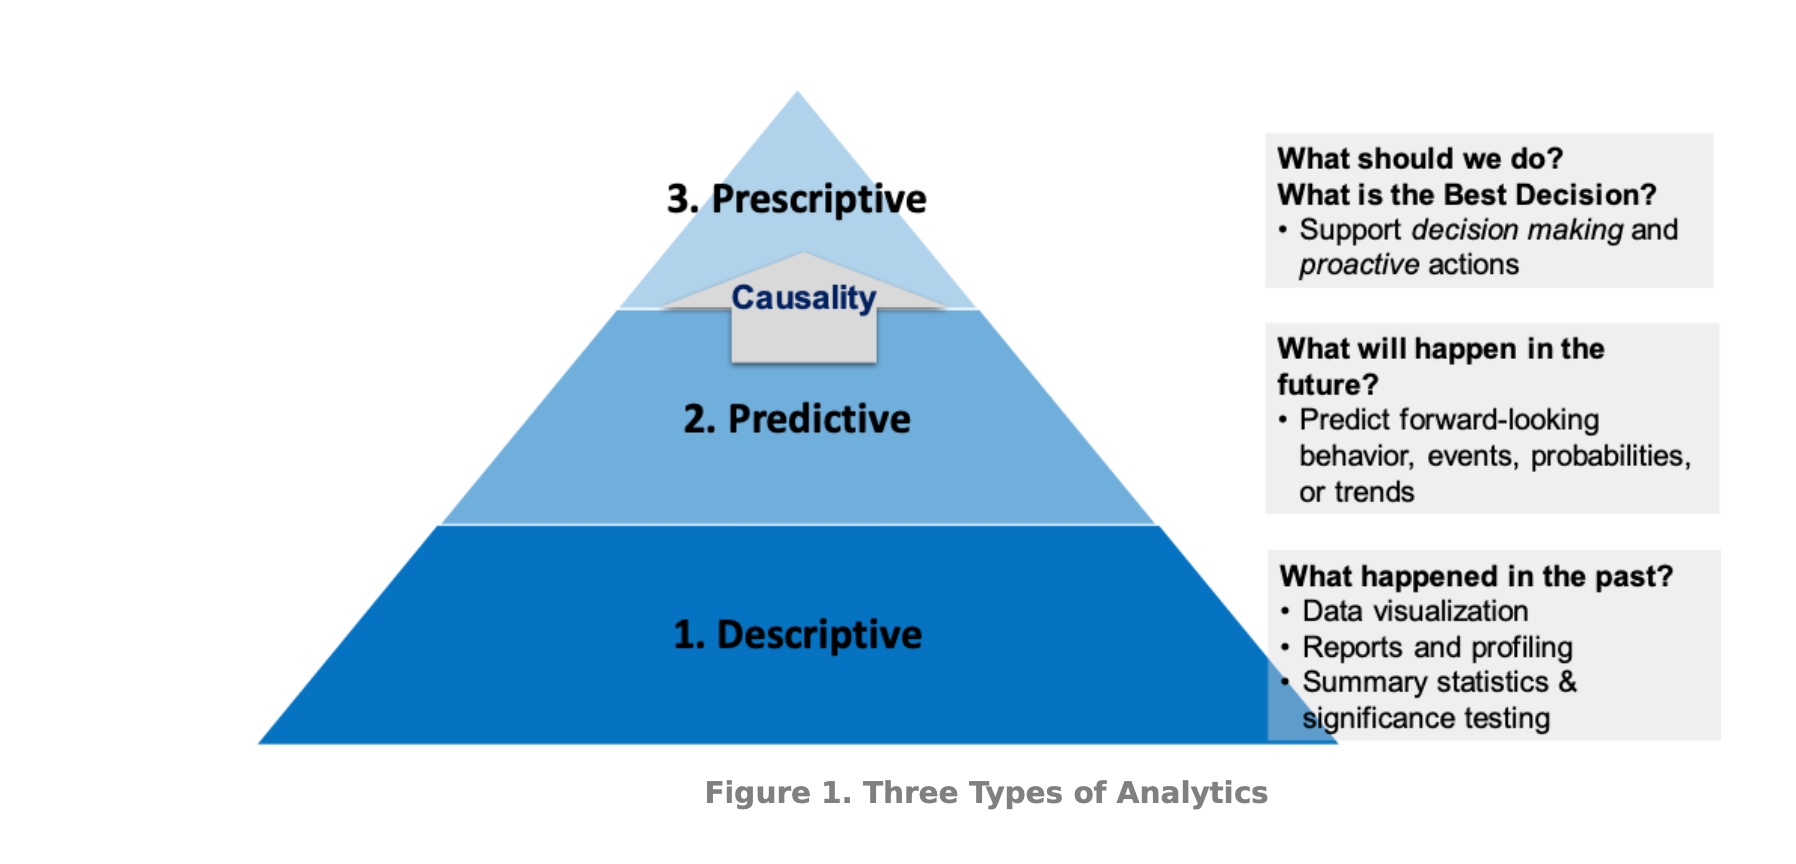 3. Prescriptive
Causality
2. Predictive
1. Descriptive
What should we do?
What is the Best Decision?
• Support decision making and
proactive actions
What will happen in the
future?
• Predict forward-looking
behavior, events, probabilities,
or trends
What happened in the past?
• Data visualization
• Reports and profiling
• Summary statistics &
significance testing
Figure 1. Three Types of Analytics